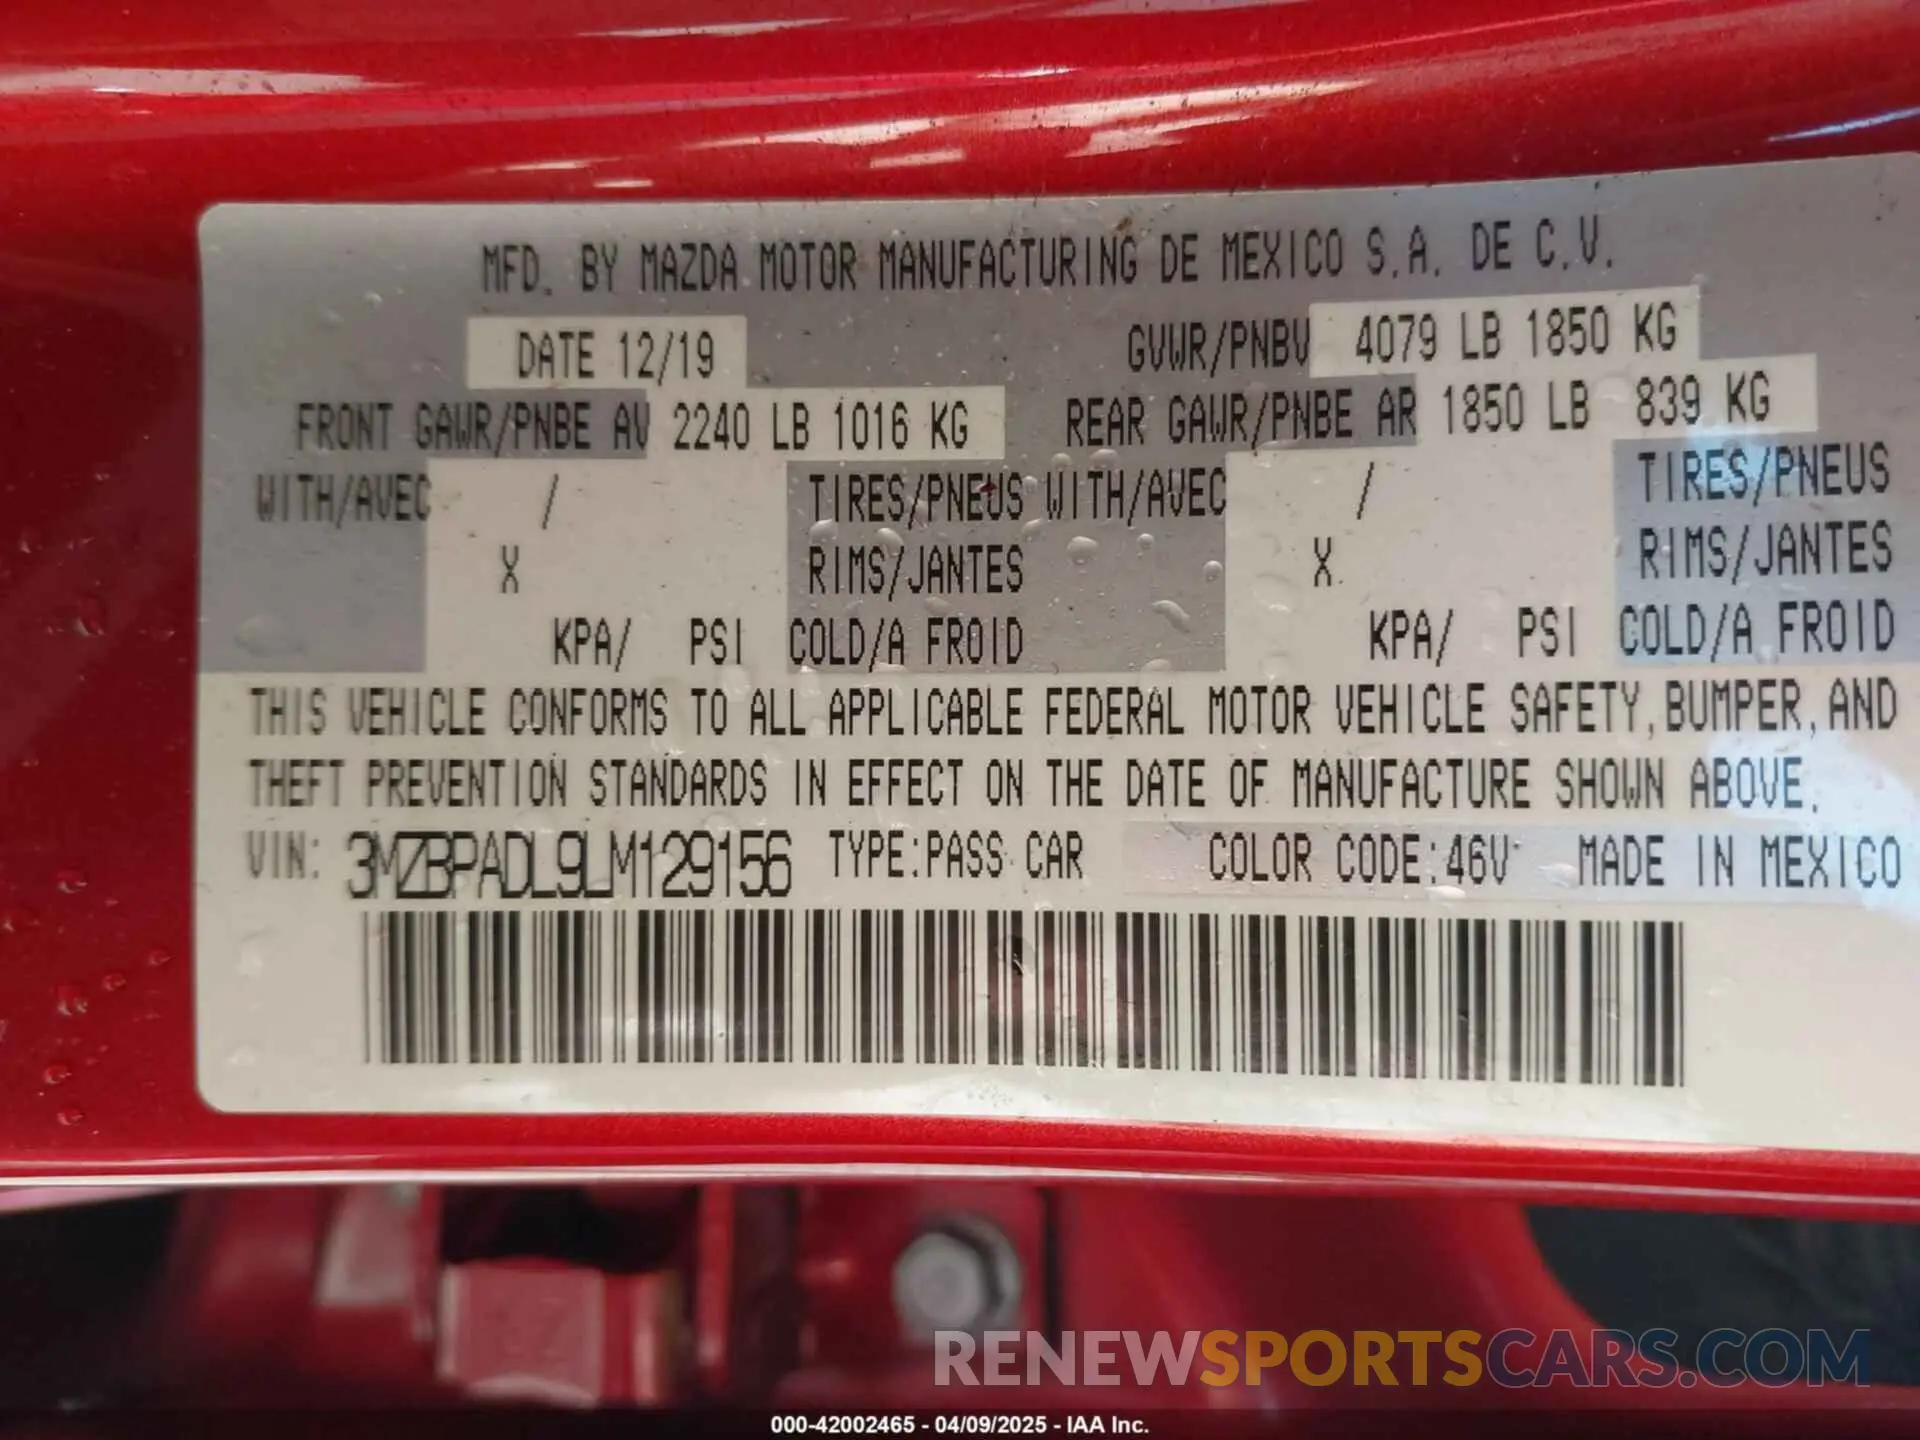 MFD. BY MAZDA MOTOR MANUFACTURING DE MEXICO S.A. DE C.V.
DATE 12/19 GVWR/PNBV 4079 LB 1850 KG
FRONT GAWR/PNBE AV 2240 LB 1016 KG REAR GAWR/PNBE AR 1850 LB 839 KG
WITH/AVEC / TIRES/PNEUS WITH/AVEC / TIRES/PNEUS
X RIMS/JANTES X RIMS/JANTES
KPA/ PSI COLD/A FROID KPA/ PSI COLD/A FROID
THIS VEHICLE CONFORMS TO ALL APPLICABLE FEDERAL MOTOR VEHICLE SAFETY, BUMPER, AND
THEFT PREVENTION STANDARDS IN EFFECT ON THE DATE OF MANUFACTURE SHOWN ABOVE.
VIN: 3MZBPADL9LM129156 TYPE:PASS CAR COLOR CODE:46V MADE IN MEXICO
RENEWSPORTSCARS.COM
000-42002465 - 04/09/2025 - IAA Inc.